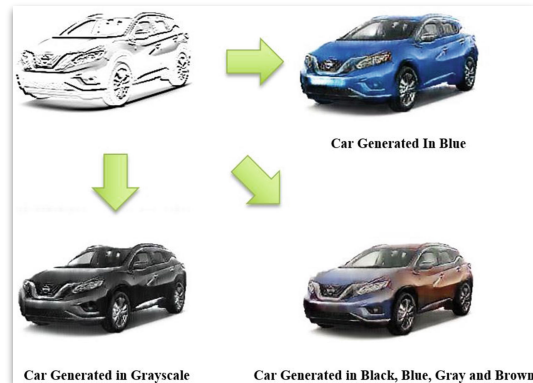 Car Generated In Blue
Car Generated in Grayscale
Car Generated in Black, Blue, Gray and Brown